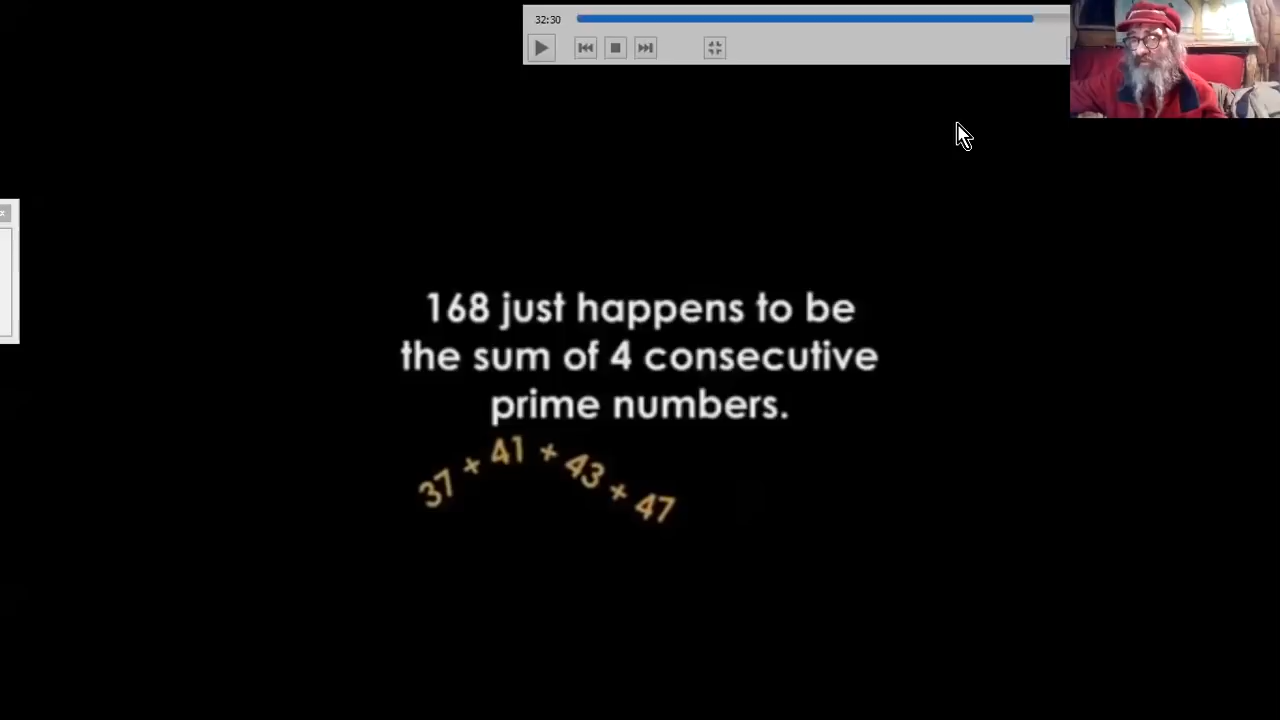 32:30
168 just happens to be
the sum of 4 consecutive
prime numbers.
37 + 41 + 43 + 47